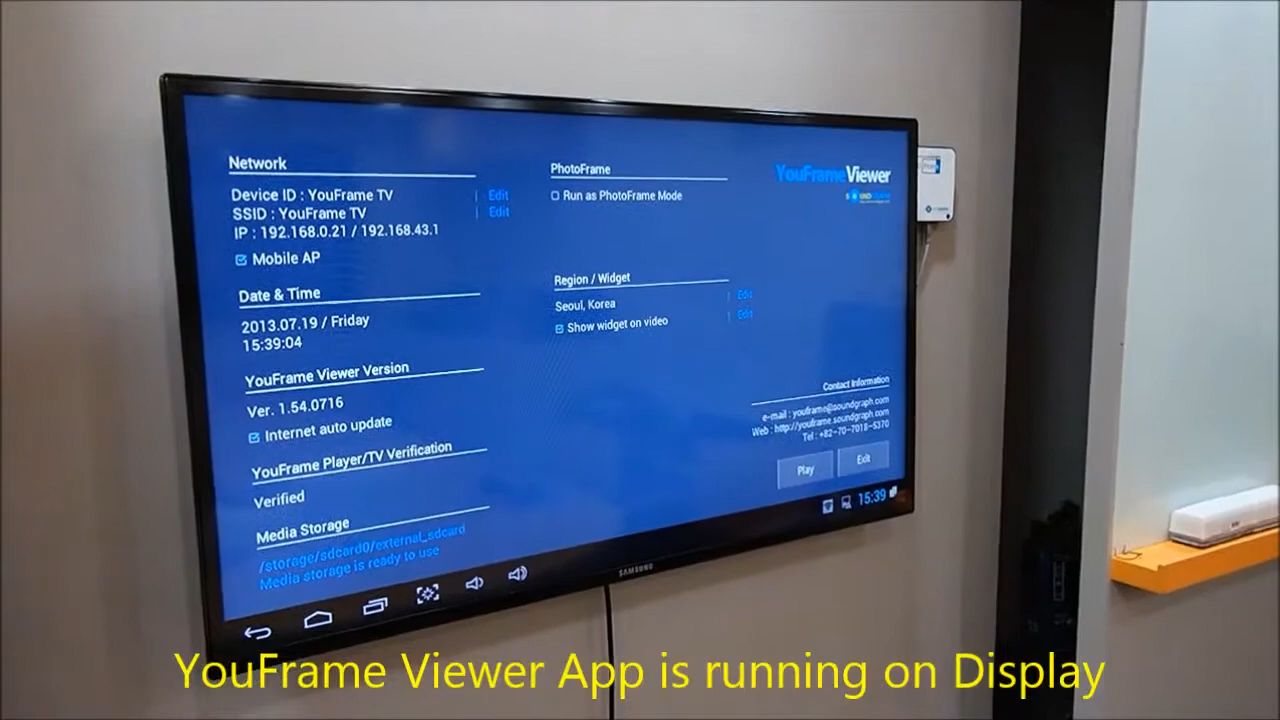 Network
Device ID : YouFrame TV | Edit
SSID : YouFrame TV | Edit
IP : 192.168.0.21 / 192.168.43.1
Mobile AP
Date & Time
2013.07.19 / Friday
15:39:04
YouFrame Viewer Version
Ver. 1.54.0716
Internet auto update
YouFrame Player/TV Verification
Verified
Media Storage
/storage/sdcard0/external_sdcard
Media storage is ready to use
PhotoFrame
Run as PhotoFrame Mode
Region / Widget
Seoul, Korea | Edit
Show widget on video | Edit
YouFrameViewer
Contact Information
e-mail : youframe@soundgraph.com
Web : http://youframe.soundgraph.com
Tel : +82-70-7018-5370
Play
Exit
15:39
SAMSUNG
YouFrame Viewer App is running on Display